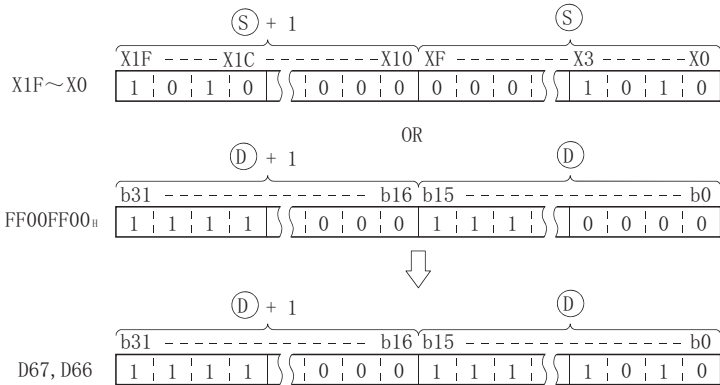 Ⓢ + 1 Ⓢ
X1F ---- X1C -------- X10 XF -------- X3 ------ X0
X1F～X0 1 0 1 0 0 0 0 0 0 0 1 0 1 0
OR
Ⓓ + 1 Ⓓ
b31 ---------------- b16 b15 ------------------ b0
FF00FF00H 1 1 1 1 0 0 0 1 1 1 0 0 0 0
Ⓓ + 1 Ⓓ
b31 ---------------- b16 b15 ------------------ b0
D67, D66 1 1 1 1 0 0 0 1 1 1 1 0 1 0